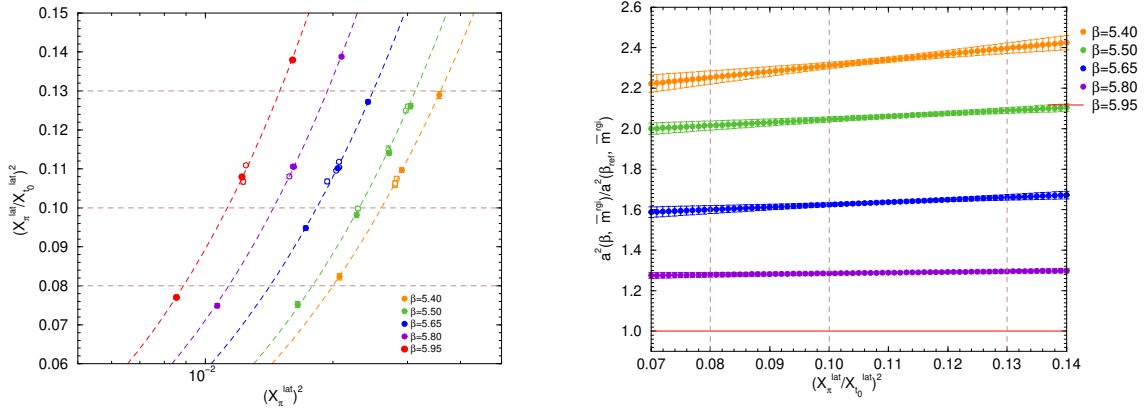 0.15
0.14
0.13
0.12
0.11
0.10
0.09
0.08
0.07
0.06
(X_π^lat/X_t0^lat)^2
10^−2
(X_π^lat)^2
β=5.40
β=5.50
β=5.65
β=5.80
β=5.95
2.6
2.4
2.2
2.0
1.8
1.6
1.4
1.2
1.0
a^2(β, m̅^rgi)/a^2(β_ref, m̅^rgi)
0.07 0.08 0.09 0.10 0.11 0.12 0.13 0.14
(X_π^lat/X_t0^lat)^2
β=5.40
β=5.50
β=5.65
β=5.80
β=5.95